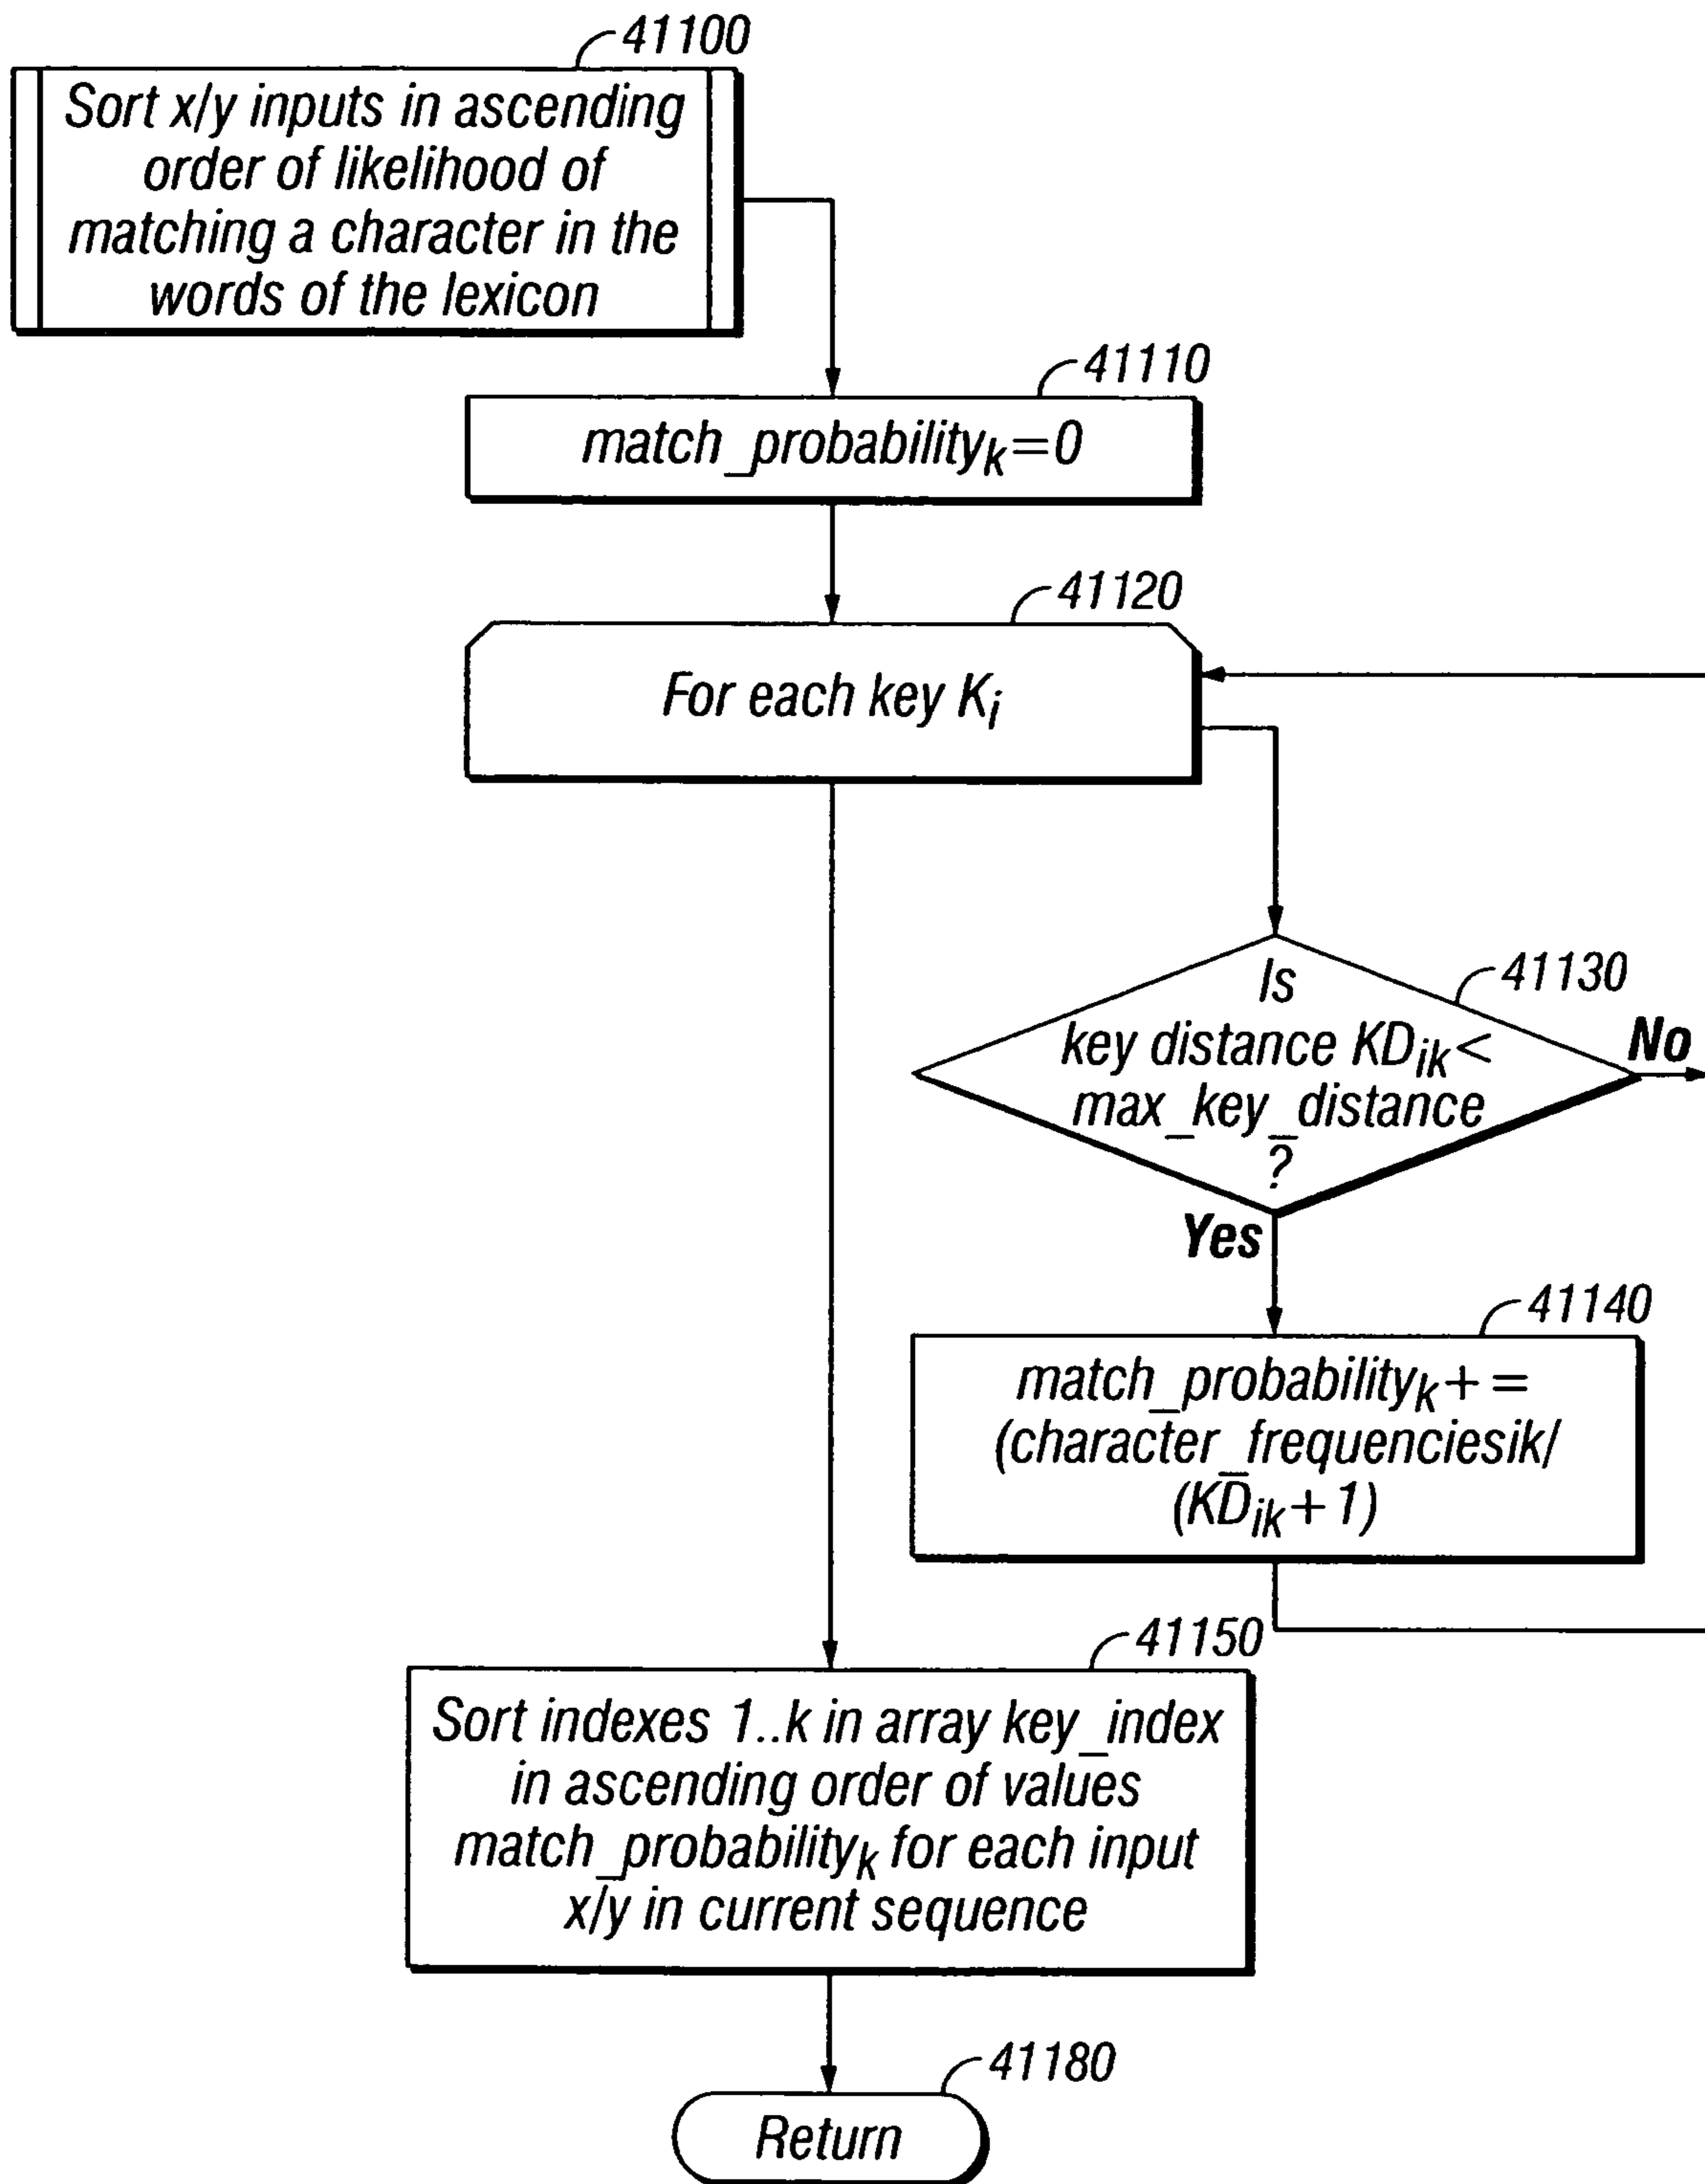 41100
Sort x/y inputs in ascending
order of likelihood of
matching a character in the
words of the lexicon
41110
match_probabilityk=0
41120
For each key Ki
41130
Is
key distance KDik<
max_key_distance
?
No
Yes
41140
match_probabilityk+=
(character_frequenciesik/
(KDik+1)
41150
Sort indexes 1..k in array key_index
in ascending order of values
match_probabilityk for each input
x/y in current sequence
41180
Return